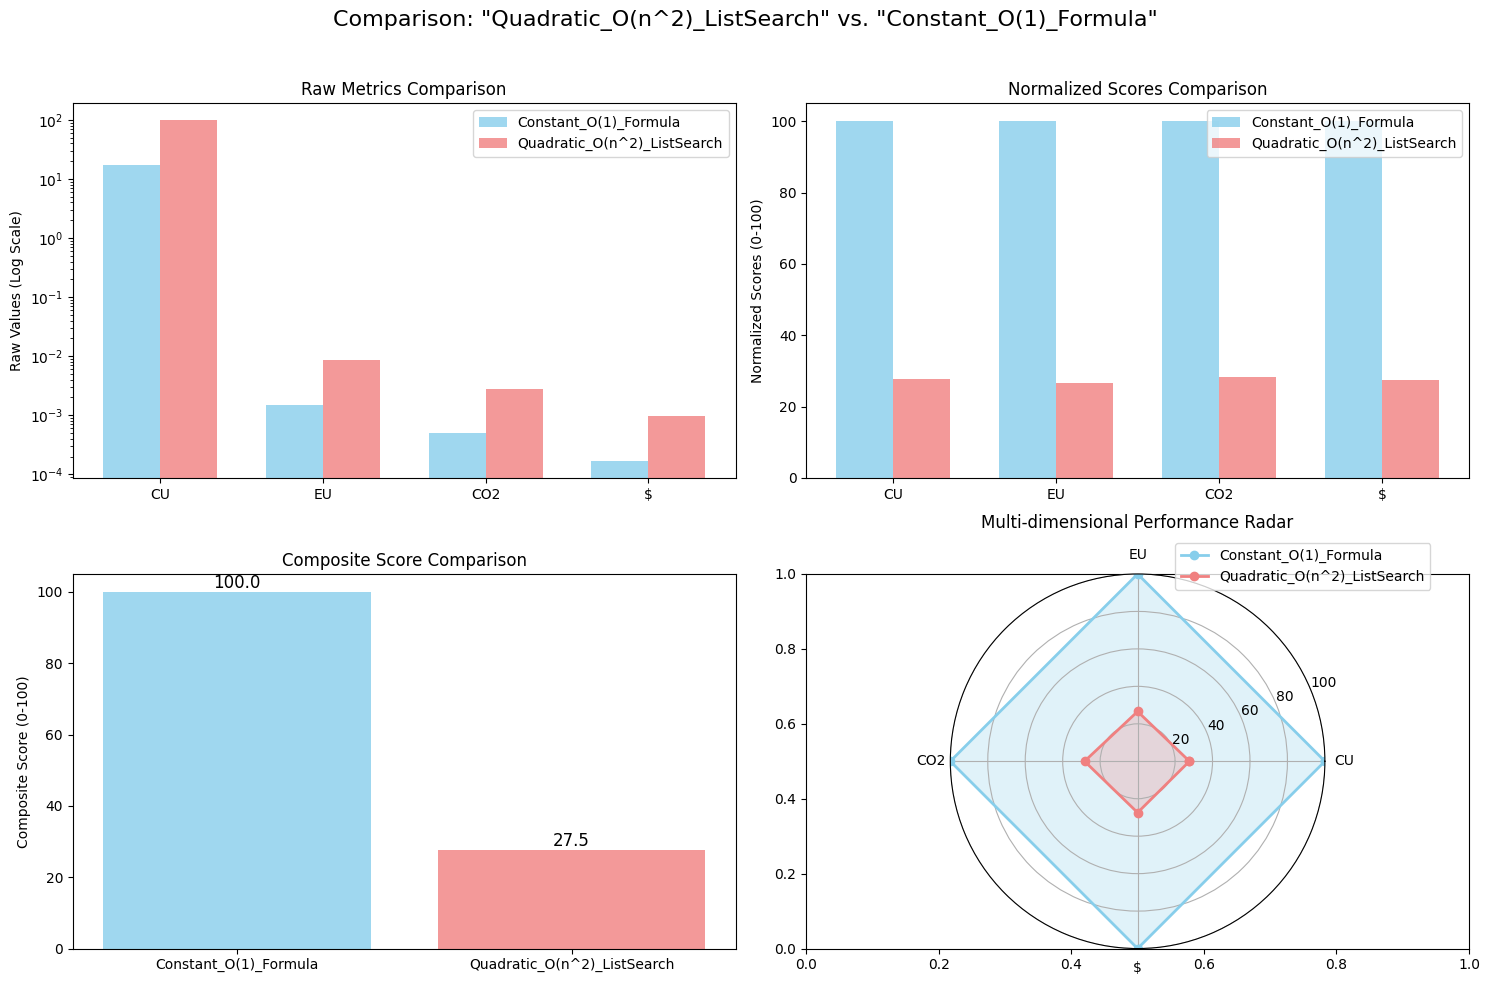 Comparison: "Quadratic_O(n^2)_ListSearch" vs. "Constant_O(1)_Formula"
Raw Metrics Comparison
Raw Values (Log Scale)
10²
10¹
10⁰
10⁻¹
10⁻²
10⁻³
10⁻⁴
Constant_O(1)_Formula
Quadratic_O(n^2)_ListSearch
CU EU CO2 $
Normalized Scores Comparison
Normalized Scores (0-100)
100
80
60
40
20
0
Constant_O(1)_Formula
Quadratic_O(n^2)_ListSearch
CU EU CO2 $
Composite Score Comparison
Composite Score (0-100)
100
80
60
40
20
0
100.0
27.5
Constant_O(1)_Formula Quadratic_O(n^2)_ListSearch
Multi-dimensional Performance Radar
EU
Constant_O(1)_Formula
Quadratic_O(n^2)_ListSearch
1.0
0.8
0.6
0.4
0.2
0.0
100
80
60
40
20
CO2 CU
$
0.0 0.2 0.4 0.6 0.8 1.0